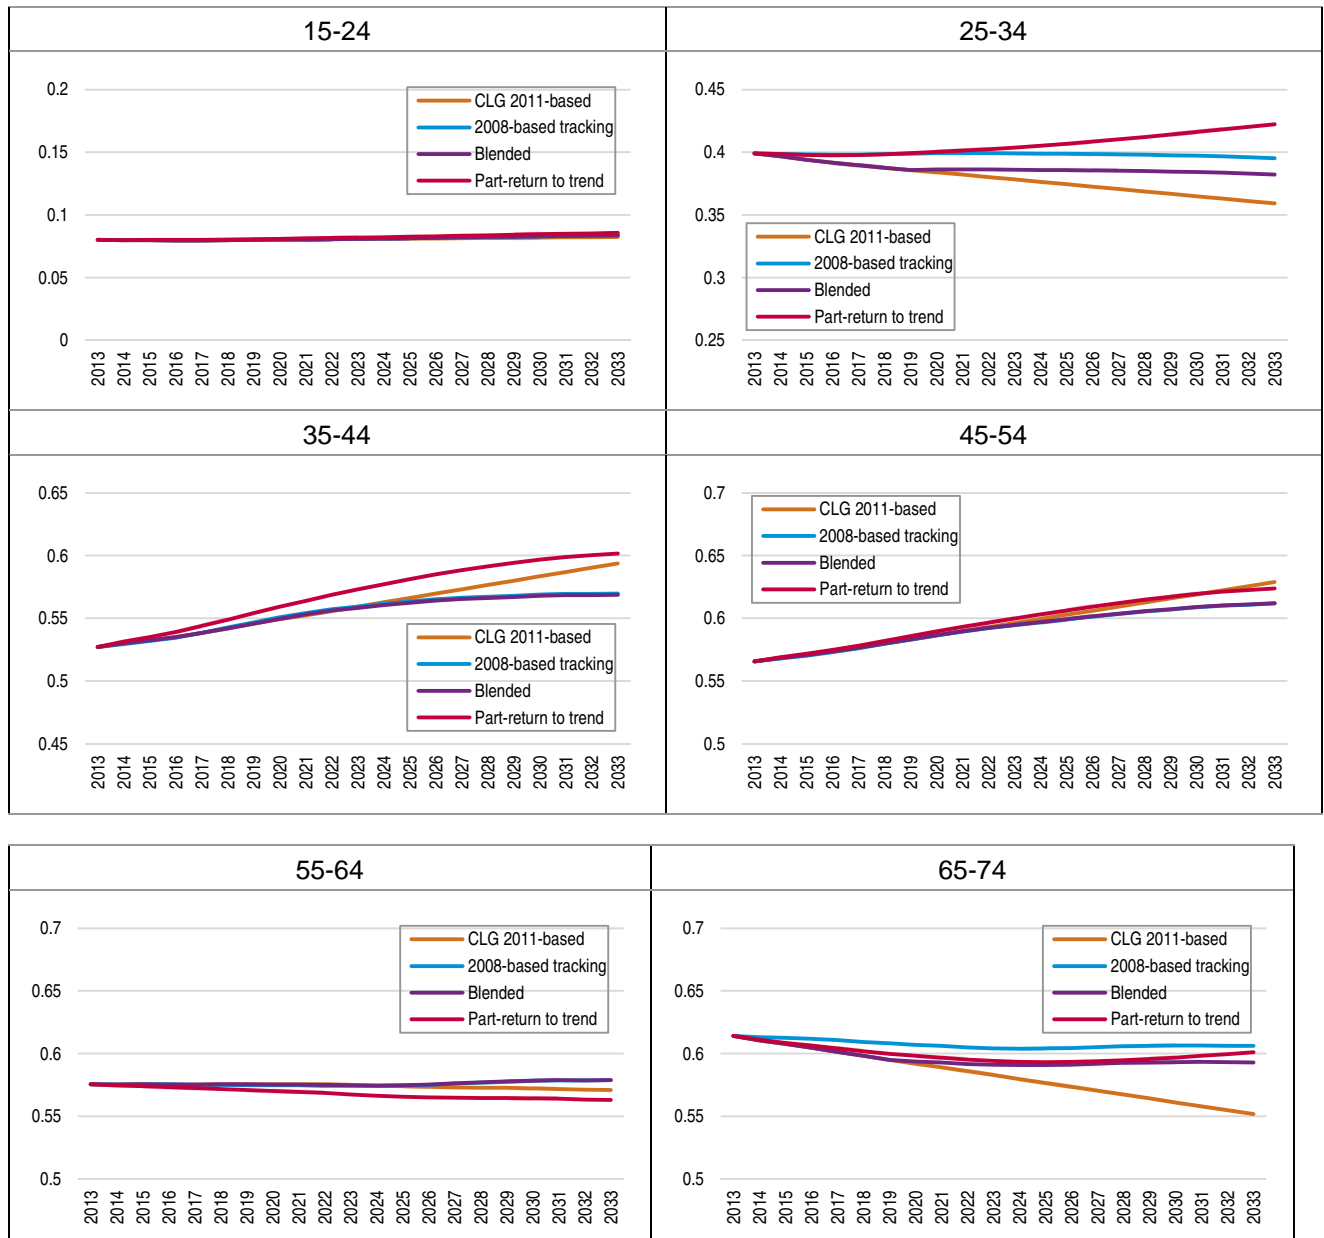 15-24
0.2
0.15
0.1
0.05
0
CLG 2011-based
2008-based tracking
Blended
Part-return to trend
2013 2014 2015 2016 2017 2018 2019 2020 2021 2022 2023 2024 2025 2026 2027 2028 2029 2030 2031 2032 2033
25-34
0.45
0.4
0.35
0.3
0.25
CLG 2011-based
2008-based tracking
Blended
Part-return to trend
2013 2014 2015 2016 2017 2018 2019 2020 2021 2022 2023 2024 2025 2026 2027 2028 2029 2030 2031 2032 2033
35-44
0.65
0.6
0.55
0.5
0.45
CLG 2011-based
2008-based tracking
Blended
Part-return to trend
2013 2014 2015 2016 2017 2018 2019 2020 2021 2022 2023 2024 2025 2026 2027 2028 2029 2030 2031 2032 2033
45-54
0.7
0.65
0.6
0.55
0.5
CLG 2011-based
2008-based tracking
Blended
Part-return to trend
2013 2014 2015 2016 2017 2018 2019 2020 2021 2022 2023 2024 2025 2026 2027 2028 2029 2030 2031 2032 2033
55-64
0.7
0.65
0.6
0.55
0.5
CLG 2011-based
2008-based tracking
Blended
Part-return to trend
2013 2014 2015 2016 2017 2018 2019 2020 2021 2022 2023 2024 2025 2026 2027 2028 2029 2030 2031 2032 2033
65-74
0.7
0.65
0.6
0.55
0.5
CLG 2011-based
2008-based tracking
Blended
Part-return to trend
2013 2014 2015 2016 2017 2018 2019 2020 2021 2022 2023 2024 2025 2026 2027 2028 2029 2030 2031 2032 2033